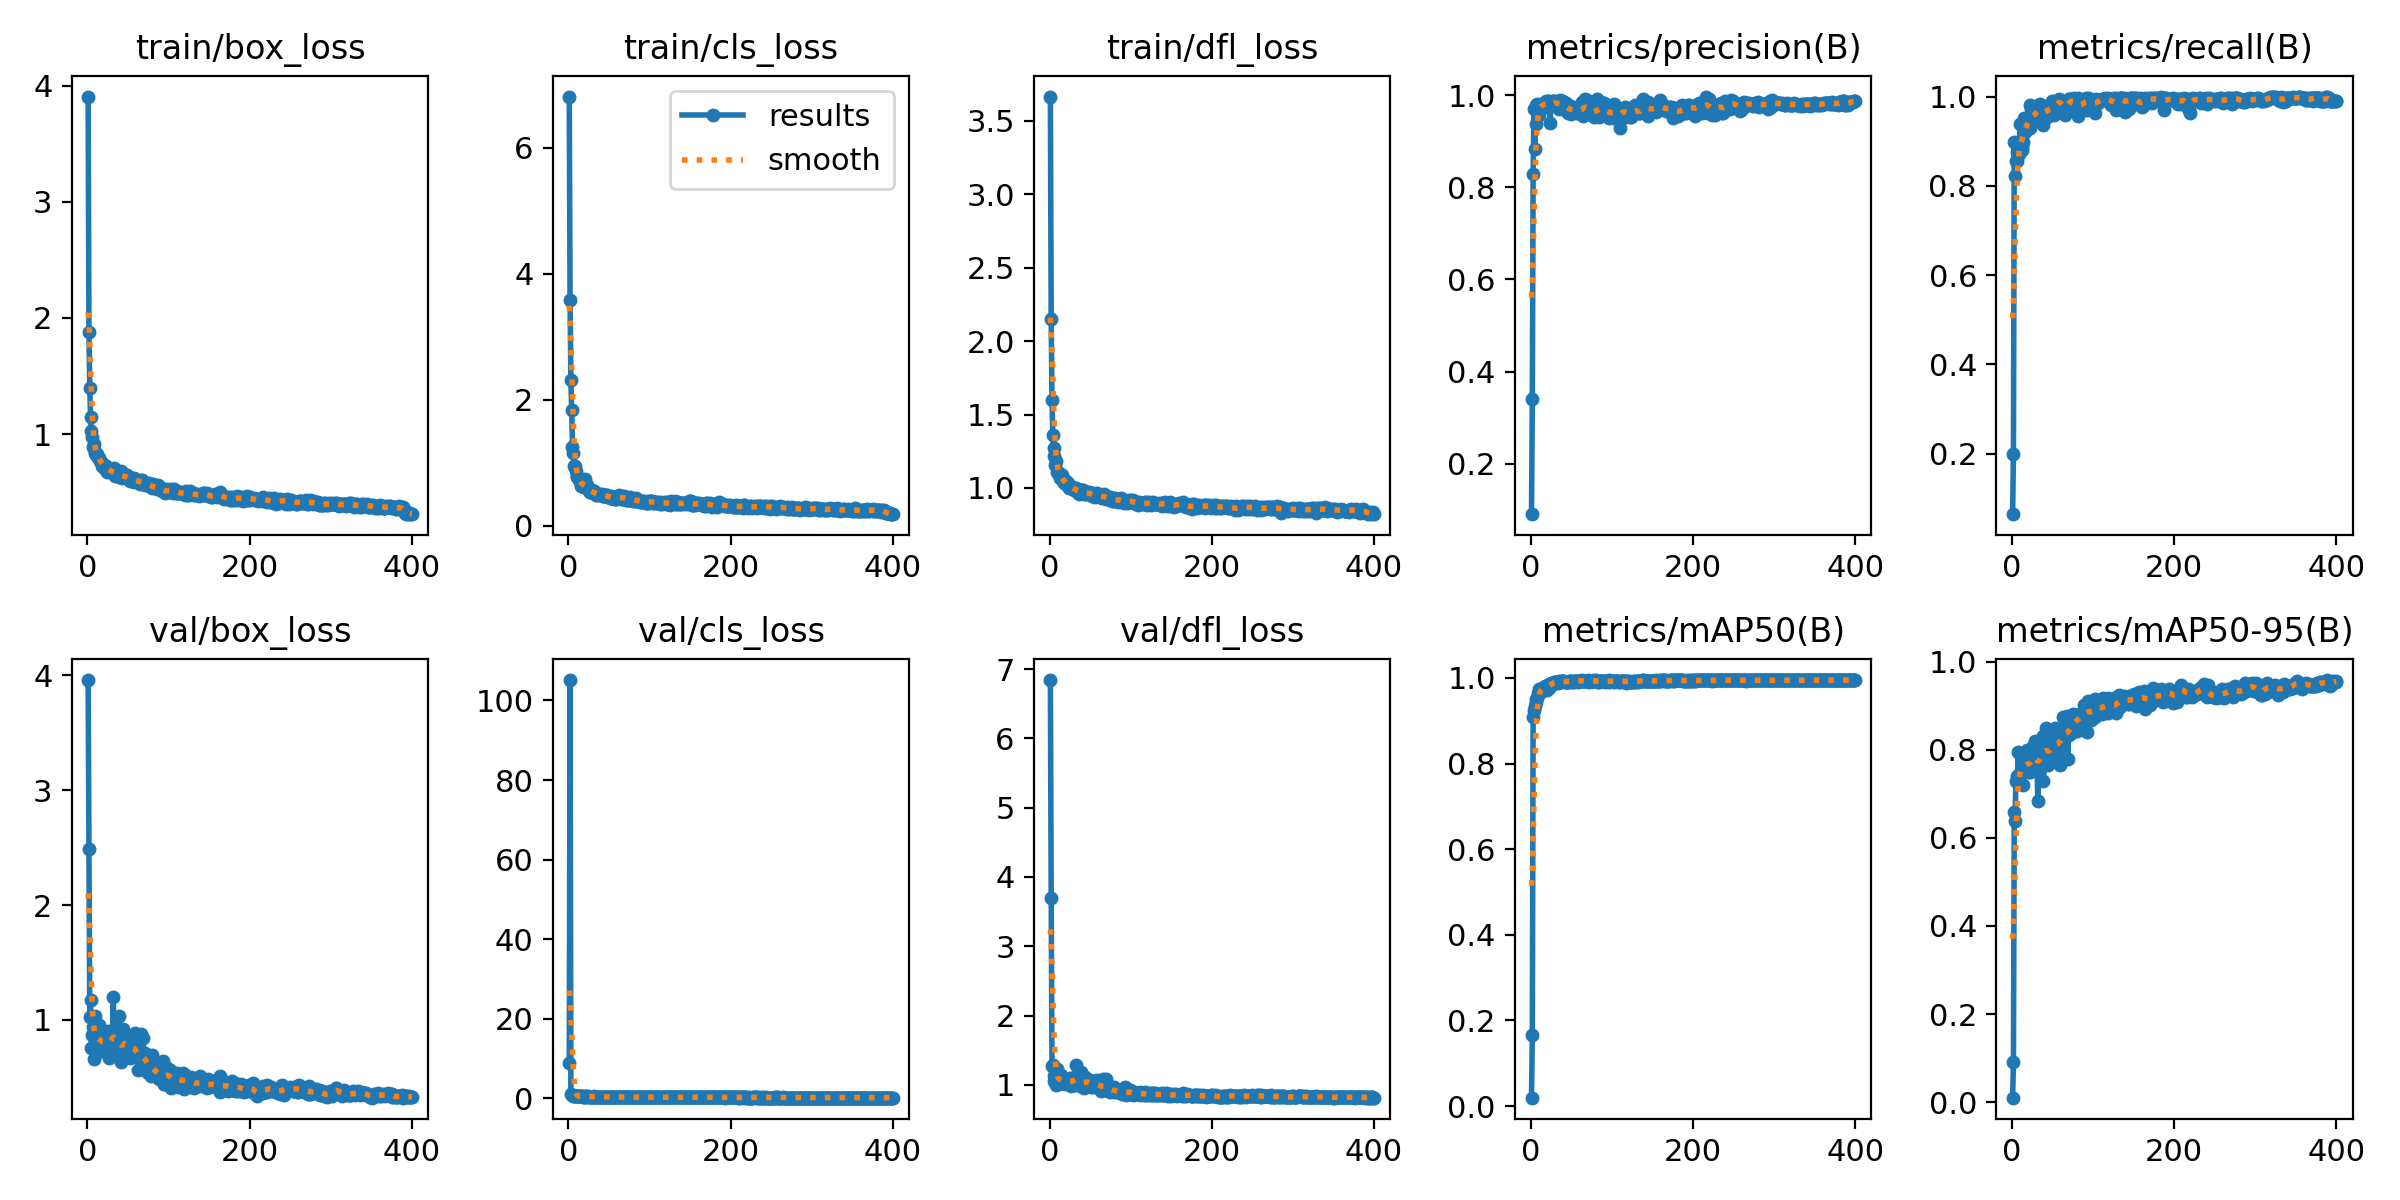 train/box_loss
4
3
2
1
0 200 400
train/cls_loss
results
smooth
6
4
2
0
0 200 400
train/dfl_loss
3.5
3.0
2.5
2.0
1.5
1.0
0 200 400
metrics/precision(B)
1.0
0.8
0.6
0.4
0.2
0 200 400
metrics/recall(B)
1.0
0.8
0.6
0.4
0.2
0 200 400
val/box_loss
4
3
2
1
0 200 400
val/cls_loss
100
80
60
40
20
0
0 200 400
val/dfl_loss
7
6
5
4
3
2
1
0 200 400
metrics/mAP50(B)
1.0
0.8
0.6
0.4
0.2
0.0
0 200 400
metrics/mAP50-95(B)
1.0
0.8
0.6
0.4
0.2
0.0
0 200 400